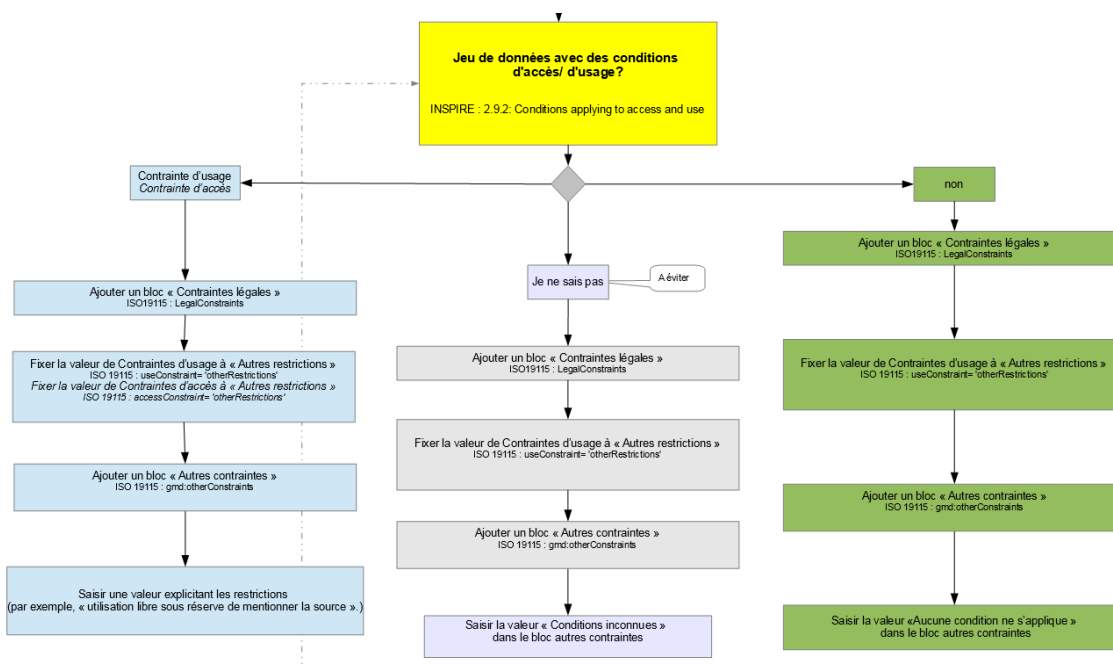 Jeu de données avec des conditions
d'accès/ d'usage?
INSPIRE : 2.9.2: Conditions applying to access and use
Contrainte d'usage
Contrainte d'accès
Ajouter un bloc « Contraintes légales »
ISO19115 : LegalConstraints
Fixer la valeur de Contraintes d'usage à « Autres restrictions »
ISO 19115 : useConstraint= 'otherRestrictions'
Fixer la valeur de Contraintes d'accès à « Autres restrictions »
ISO 19115 : accessConstraint= 'otherRestrictions'
Ajouter un bloc « Autres contraintes »
ISO 19115 : gmd:otherConstraints
Saisir une valeur explicitant les restrictions
(par exemple, « utilisation libre sous réserve de mentionner la source ».)
Je ne sais pas
A éviter
Ajouter un bloc « Contraintes légales »
ISO19115 : LegalConstraints
Fixer la valeur de Contraintes d'usage à « Autres restrictions »
ISO 19115 : useConstraint= 'otherRestrictions'
Ajouter un bloc « Autres contraintes »
ISO 19115 : gmd:otherConstraints
Saisir la valeur « Conditions inconnues »
dans le bloc autres contraintes
non
Ajouter un bloc « Contraintes légales »
ISO19115 : LegalConstraints
Fixer la valeur de Contraintes d'usage à « Autres restrictions »
ISO 19115 : useConstraint= 'otherRestrictions'
Ajouter un bloc « Autres contraintes »
ISO 19115 : gmd:otherConstraints
Saisir la valeur «Aucune condition ne s'applique »
dans le bloc autres contraintes